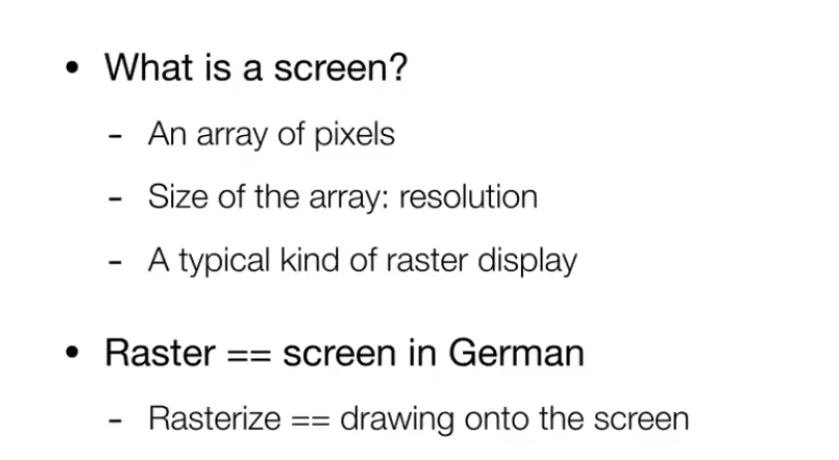 • What is a screen?
- An array of pixels
- Size of the array: resolution
- A typical kind of raster display
• Raster == screen in German
- Rasterize == drawing onto the screen